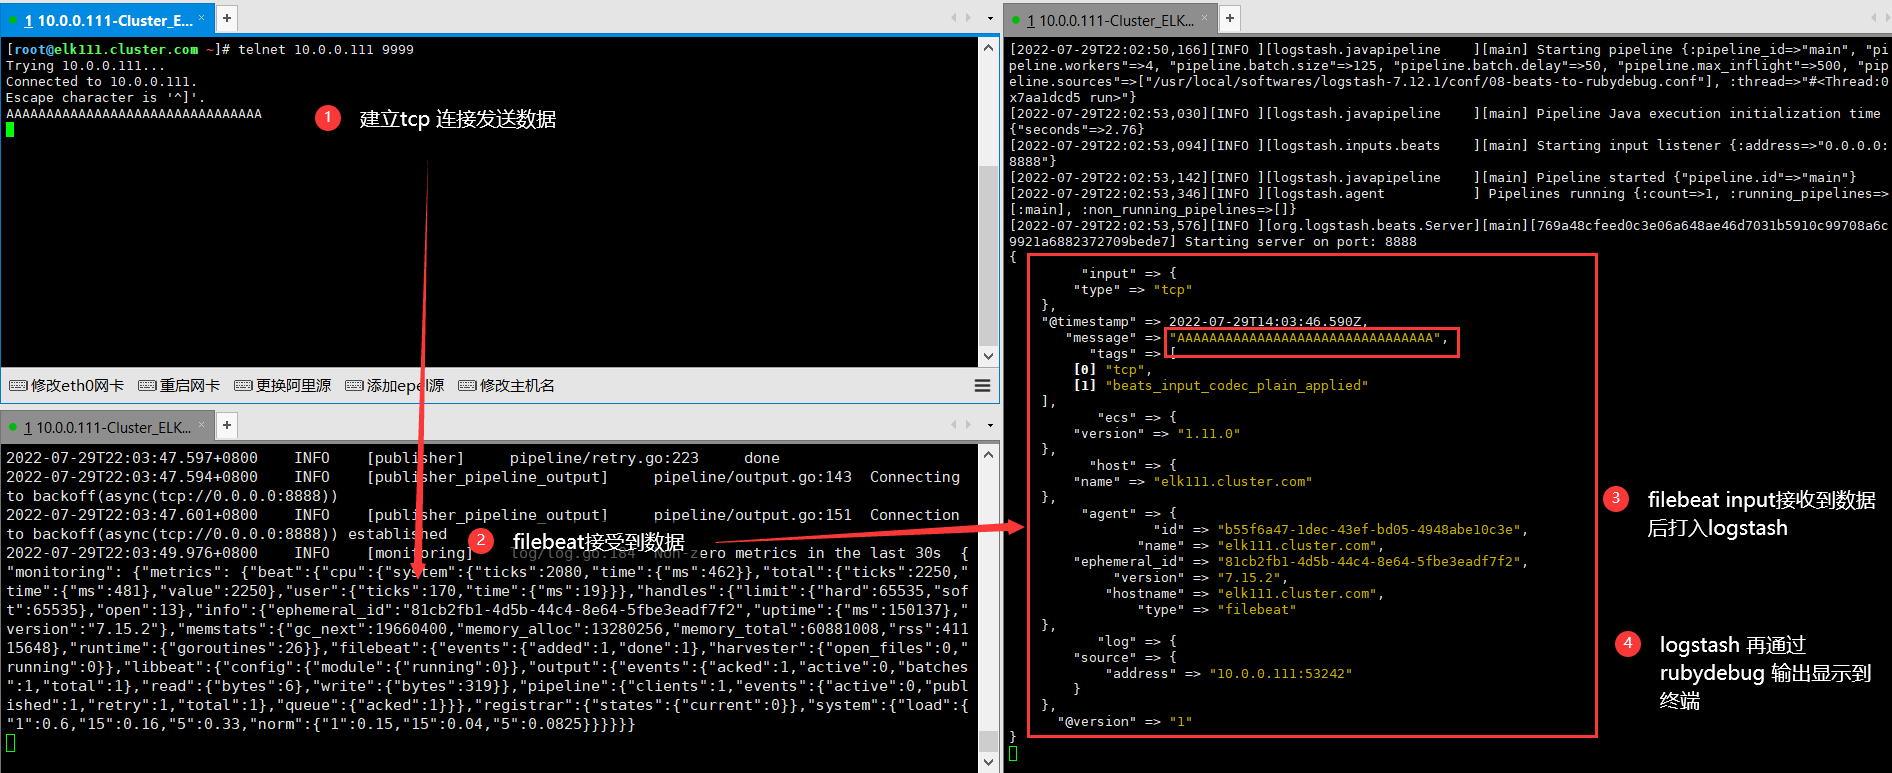 1 10.0.0.111-Cluster_E... × +
[root@elk111.cluster.com ~]# telnet 10.0.0.111 9999
Trying 10.0.0.111...
Connected to 10.0.0.111.
Escape character is '^]'.
AAAAAAAAAAAAAAAAAAAAAAAAAAAAAAAA
1 建立tcp 连接发送数据
修改eth0网卡 重启网卡 更换阿里源 添加epel源 修改主机名
1 10.0.0.111-Cluster_ELK... × +
2022-07-29T22:03:47.597+0800 INFO [publisher] pipeline/retry.go:223 done
2022-07-29T22:03:47.594+0800 INFO [publisher_pipeline_output] pipeline/output.go:143 Connecting
to backoff(async(tcp://0.0.0.0:8888))
2022-07-29T22:03:47.601+0800 INFO [publisher_pipeline_output] pipeline/output.go:151 Connection
to backoff(async(tcp://0.0.0.0:8888)) established
2 filebeat接受到数据
2022-07-29T22:03:49.976+0800 INFO [monitoring] log/log.go:184 Non-zero metrics in the last 30s {
"monitoring": {"metrics": {"beat":{"cpu":{"system":{"ticks":2080,"time":{"ms":462}},"total":{"ticks":2250,"
time":{"ms":481},"value":2250},"user":{"ticks":170,"time":{"ms":19}}},"handles":{"limit":{"hard":65535,"sof
t":65535},"open":13},"info":{"ephemeral_id":"81cb2fb1-4d5b-44c4-8e64-5fbe3eadf7f2","uptime":{"ms":150137},"
version":"7.15.2"},"memstats":{"gc_next":19660400,"memory_alloc":13280256,"memory_total":60881008,"rss":411
15648},"runtime":{"goroutines":26}},"filebeat":{"events":{"added":1,"done":1},"harvester":{"open_files":0,"
running":0}},"libbeat":{"config":{"module":{"running":0}},"output":{"events":{"acked":1,"active":0,"batches
":1,"total":1},"read":{"bytes":6},"write":{"bytes":319}},"pipeline":{"clients":1,"events":{"active":0,"publ
ished":1,"retry":1,"total":1},"queue":{"acked":1}}},"registrar":{"states":{"current":0}},"system":{"load":{
"1":0.6,"15":0.16,"5":0.33,"norm":{"1":0.15,"15":0.04,"5":0.0825}}}}}}
1 10.0.0.111-Cluster_ELK... × +
[2022-07-29T22:02:50,166][INFO ][logstash.javapipeline ][main] Starting pipeline {:pipeline_id=>"main", "pi
peline.workers"=>4, "pipeline.batch.size"=>125, "pipeline.batch.delay"=>50, "pipeline.max_inflight"=>500, "pip
eline.sources"=>["/usr/local/softwares/logstash-7.12.1/conf/08-beats-to-rubydebug.conf"], :thread=>"#<Thread:0
x7aa1dcd5 run>"}
[2022-07-29T22:02:53,030][INFO ][logstash.javapipeline ][main] Pipeline Java execution initialization time
{"seconds"=>2.76}
[2022-07-29T22:02:53,094][INFO ][logstash.inputs.beats ][main] Starting input listener {:address=>"0.0.0.0:
8888"}
[2022-07-29T22:02:53,142][INFO ][logstash.javapipeline ][main] Pipeline started {"pipeline.id"=>"main"}
[2022-07-29T22:02:53,346][INFO ][logstash.agent ] Pipelines running {:count=>1, :running_pipelines=>
[:main], :non_running_pipelines=>[]}
[2022-07-29T22:02:53,576][INFO ][org.logstash.beats.Server][main][769a48cfeed0c3e06a648ae46d7031b5910c99708a6c
9921a6882372709bede7] Starting server on port: 8888
{
"input" => {
"type" => "tcp"
},
"@timestamp" => 2022-07-29T14:03:46.590Z,
"message" => "AAAAAAAAAAAAAAAAAAAAAAAAAAAAAAAA",
"tags" => [
[0] "tcp",
[1] "beats_input_codec_plain_applied"
],
"ecs" => {
"version" => "1.11.0"
},
"host" => {
"name" => "elk111.cluster.com"
},
"agent" => {
"id" => "b55f6a47-1dec-43ef-bd05-4948abe10c3e",
"name" => "elk111.cluster.com",
"ephemeral_id" => "81cb2fb1-4d5b-44c4-8e64-5fbe3eadf7f2",
"version" => "7.15.2",
"hostname" => "elk111.cluster.com",
"type" => "filebeat"
},
"log" => {
"source" => {
"address" => "10.0.0.111:53242"
}
},
"@version" => "1"
}
3 filebeat input接收到数据
后打入logstash
4 logstash 再通过
rubydebug 输出显示到
终端